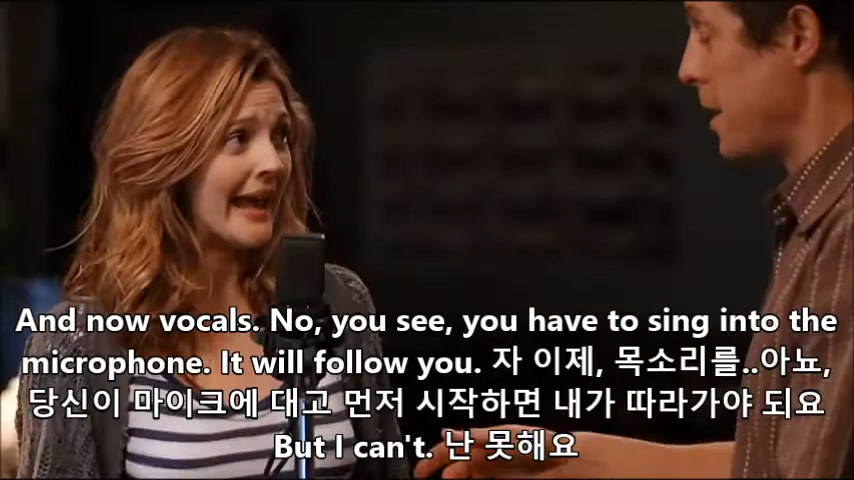 And now vocals. No, you see, you have to sing into the
microphone. It will follow you. 자 이제, 목소리를..아뇨,
당신이 마이크에 대고 먼저 시작하면 내가 따라가야 되요
But I can't. 난 못해요